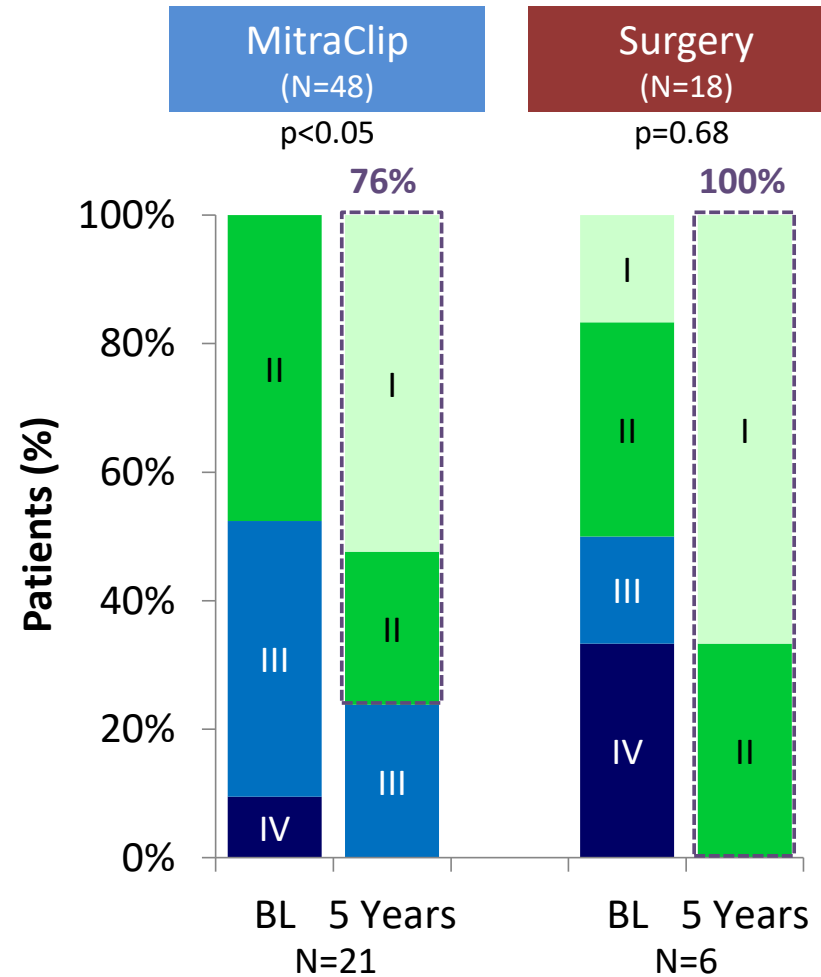 MitraClip
(N=48)
Surgery
(N=18)
p<0.05
p=0.68
76%
100%
100%
80%
60%
40%
20%
0%
Patients (%)
II
III
IV
I
II
III
I
II
III
IV
I
II
BL 5 Years
N=21
BL 5 Years
N=6